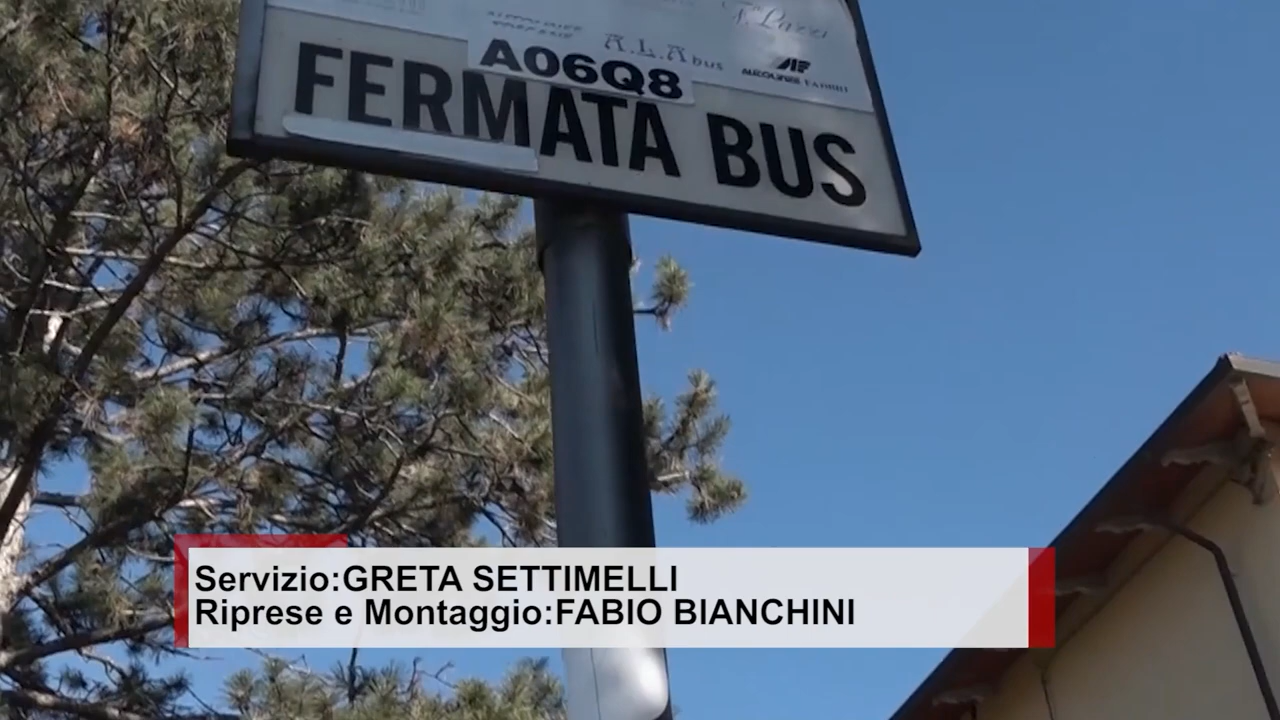 A.L.A bus
A06Q8
FERMATA BUS
Servizio:GRETA SETTIMELLI
Riprese e Montaggio:FABIO BIANCHINI